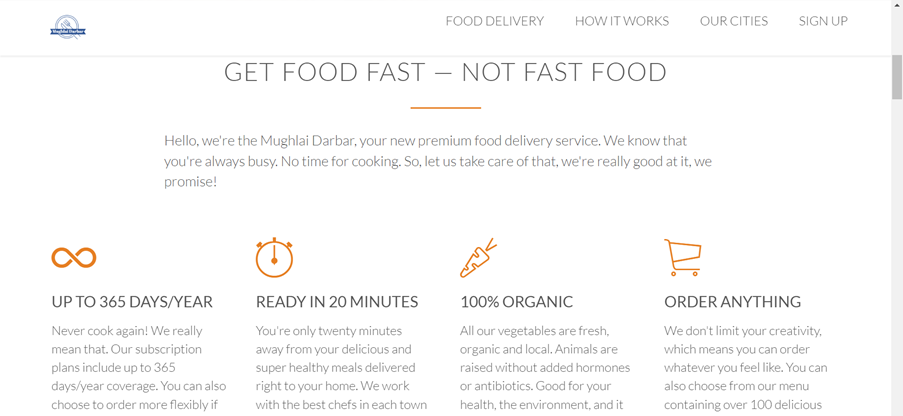 Mughlai Darbar
FOOD DELIVERY HOW IT WORKS OUR CITIES SIGN UP
GET FOOD FAST — NOT FAST FOOD
Hello, we're the Mughlai Darbar, your new premium food delivery service. We know that
you're always busy. No time for cooking. So, let us take care of that, we're really good at it, we
promise!
UP TO 365 DAYS/YEAR
Never cook again! We really
mean that. Our subscription
plans include up to 365
days/year coverage. You can also
choose to order more flexibly if
READY IN 20 MINUTES
You're only twenty minutes
away from your delicious and
super healthy meals delivered
right to your home. We work
with the best chefs in each town
100% ORGANIC
All our vegetables are fresh,
organic and local. Animals are
raised without added hormones
or antibiotics. Good for your
health, the environment, and it
ORDER ANYTHING
We don't limit your creativity,
which means you can order
whatever you feel like. You can
also choose from our menu
containing over 100 delicious